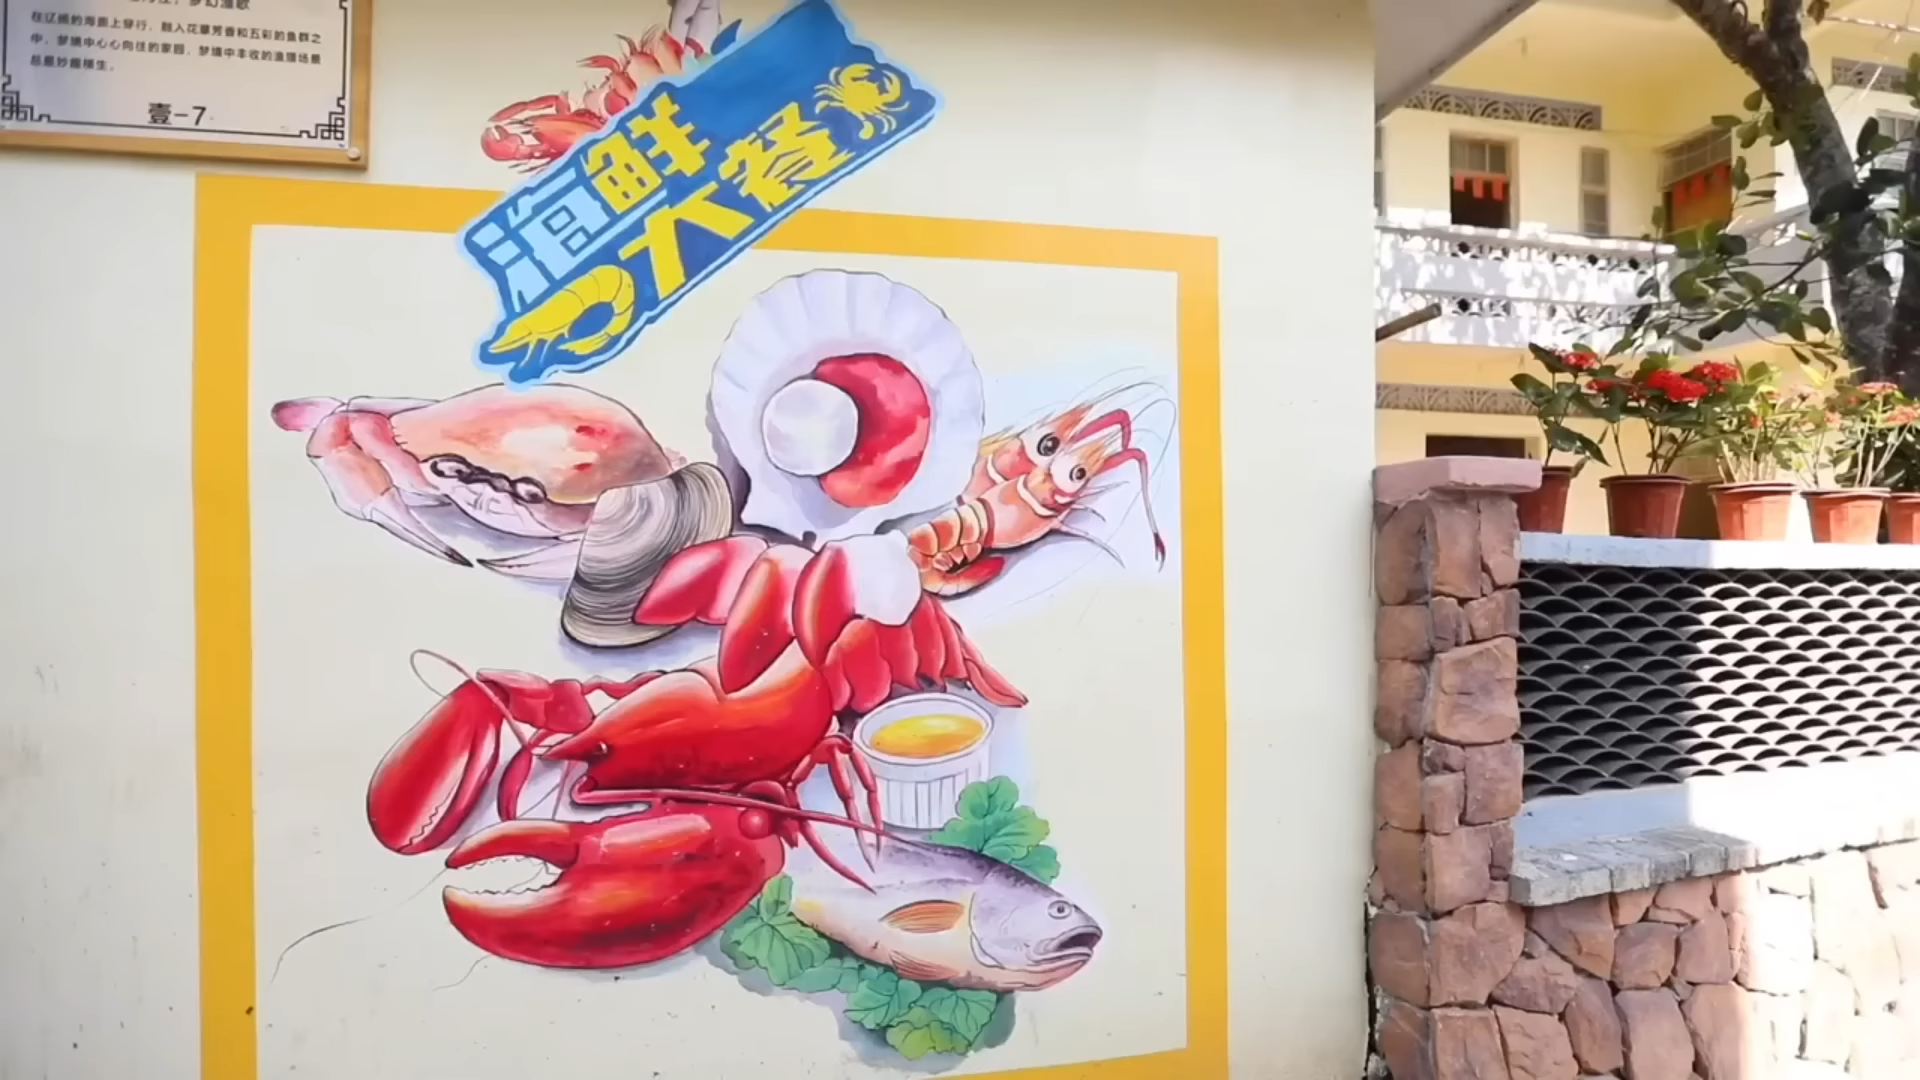 在辽阔的海面上穿行，融入花草芳香和五彩的鱼群之
中，梦境中心心向往的家园，梦境中丰收的渔猎场景
总是妙趣横生。
壹-7
海鲜
大餐